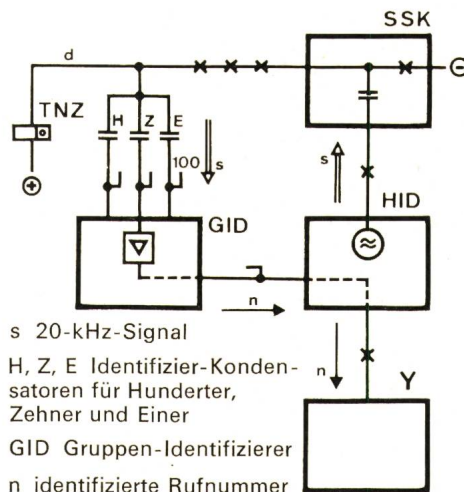 SSK
d
TNZ
H Z E
100 s
s
GID
HID
n
n
Y
s 20-kHz-Signal
H, Z, E Identifizier-Konden-
satoren für Hunderter,
Zehner und Einer
GID Gruppen-Identifizierer
n identifizierte Rufnummer